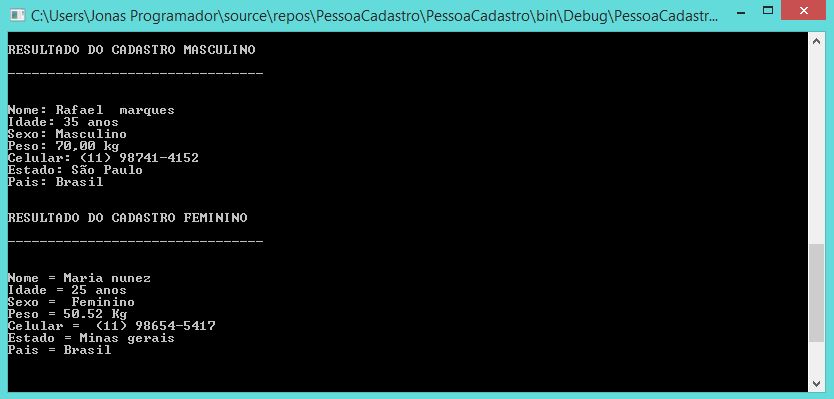 C:\Users\Jonas Programador\source\repos\PessoaCadastro\PessoaCadastro\bin\Debug\PessoaCadastr...
RESULTADO DO CADASTRO MASCULINO
--------------------------------
Nome: Rafael  marques
Idade: 35 anos
Sexo: Masculino
Peso: 70,00 kg
Celular: (11) 98741-4152
Estado: São Paulo
Pais: Brasil
RESULTADO DO CADASTRO FEMININO
--------------------------------
Nome = Maria nunez
Idade = 25 anos
Sexo =  Feminino
Peso = 50.52 Kg
Celular =  (11) 98654-5417
Estado = Minas gerais
Pais = Brasil